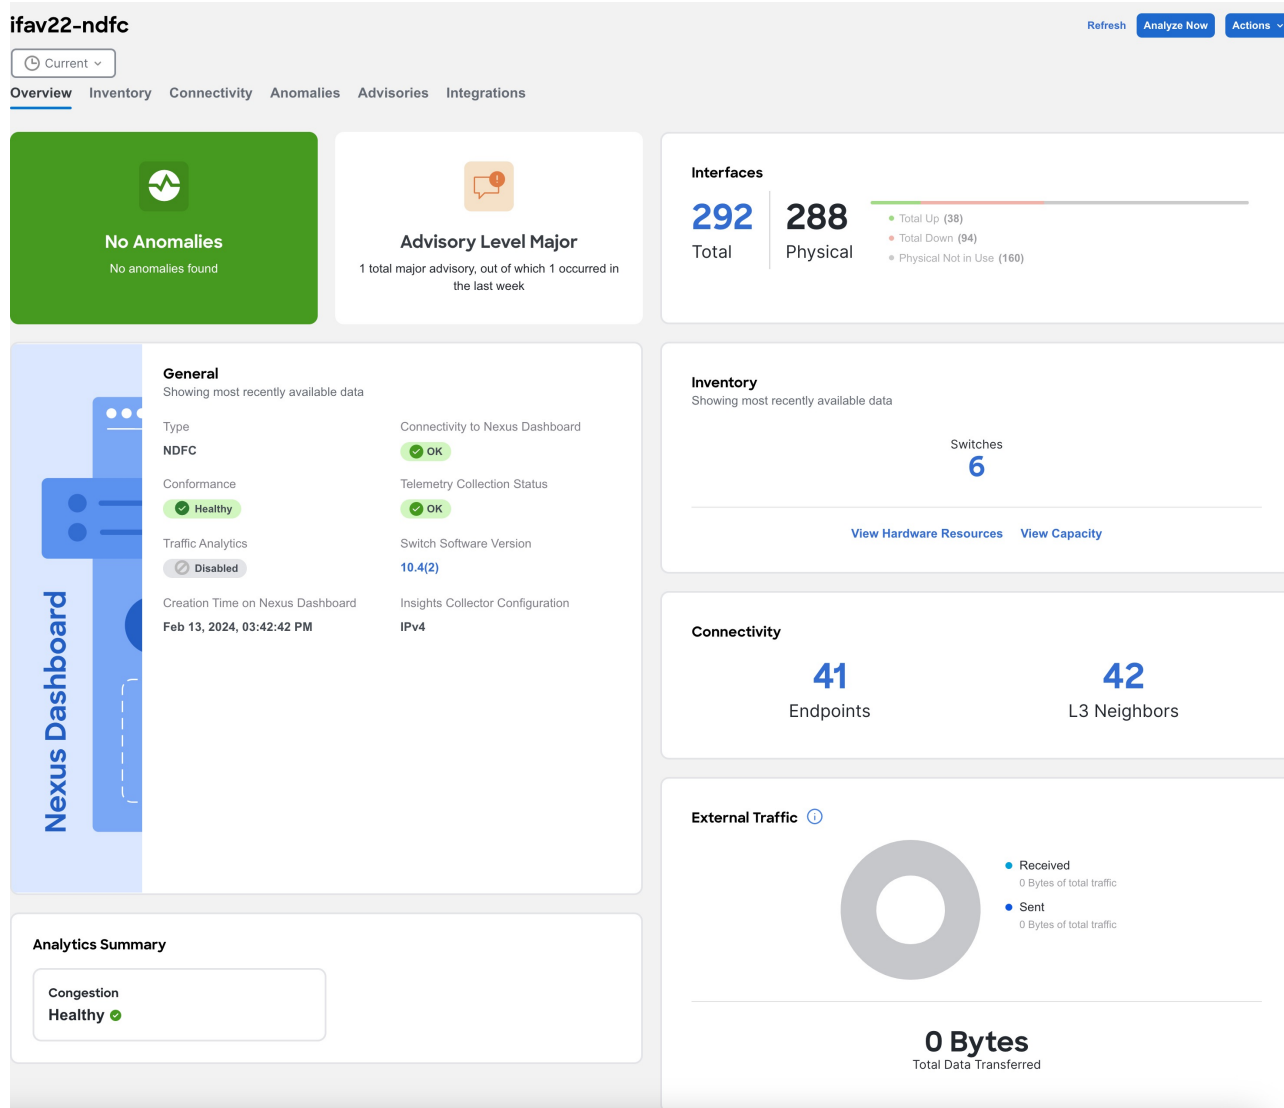 ifav22-ndfc
Refresh
Analyze Now
Actions
Current
Overview
Inventory
Connectivity
Anomalies
Advisories
Integrations
No Anomalies
No anomalies found
Advisory Level Major
1 total major advisory, out of which 1 occurred in
the last week
Interfaces
292
Total
288
Physical
Total Up (38)
Total Down (94)
Physical Not in Use (160)
Nexus Dashboard
General
Showing most recently available data
Type
NDFC
Connectivity to Nexus Dashboard
OK
Conformance
Healthy
Telemetry Collection Status
OK
Traffic Analytics
Disabled
Switch Software Version
10.4(2)
Creation Time on Nexus Dashboard
Feb 13, 2024, 03:42:42 PM
Insights Collector Configuration
IPv4
Inventory
Showing most recently available data
Switches
6
View Hardware Resources
View Capacity
Connectivity
41
Endpoints
42
L3 Neighbors
External Traffic
Received
0 Bytes of total traffic
Sent
0 Bytes of total traffic
0 Bytes
Total Data Transferred
Analytics Summary
Congestion
Healthy